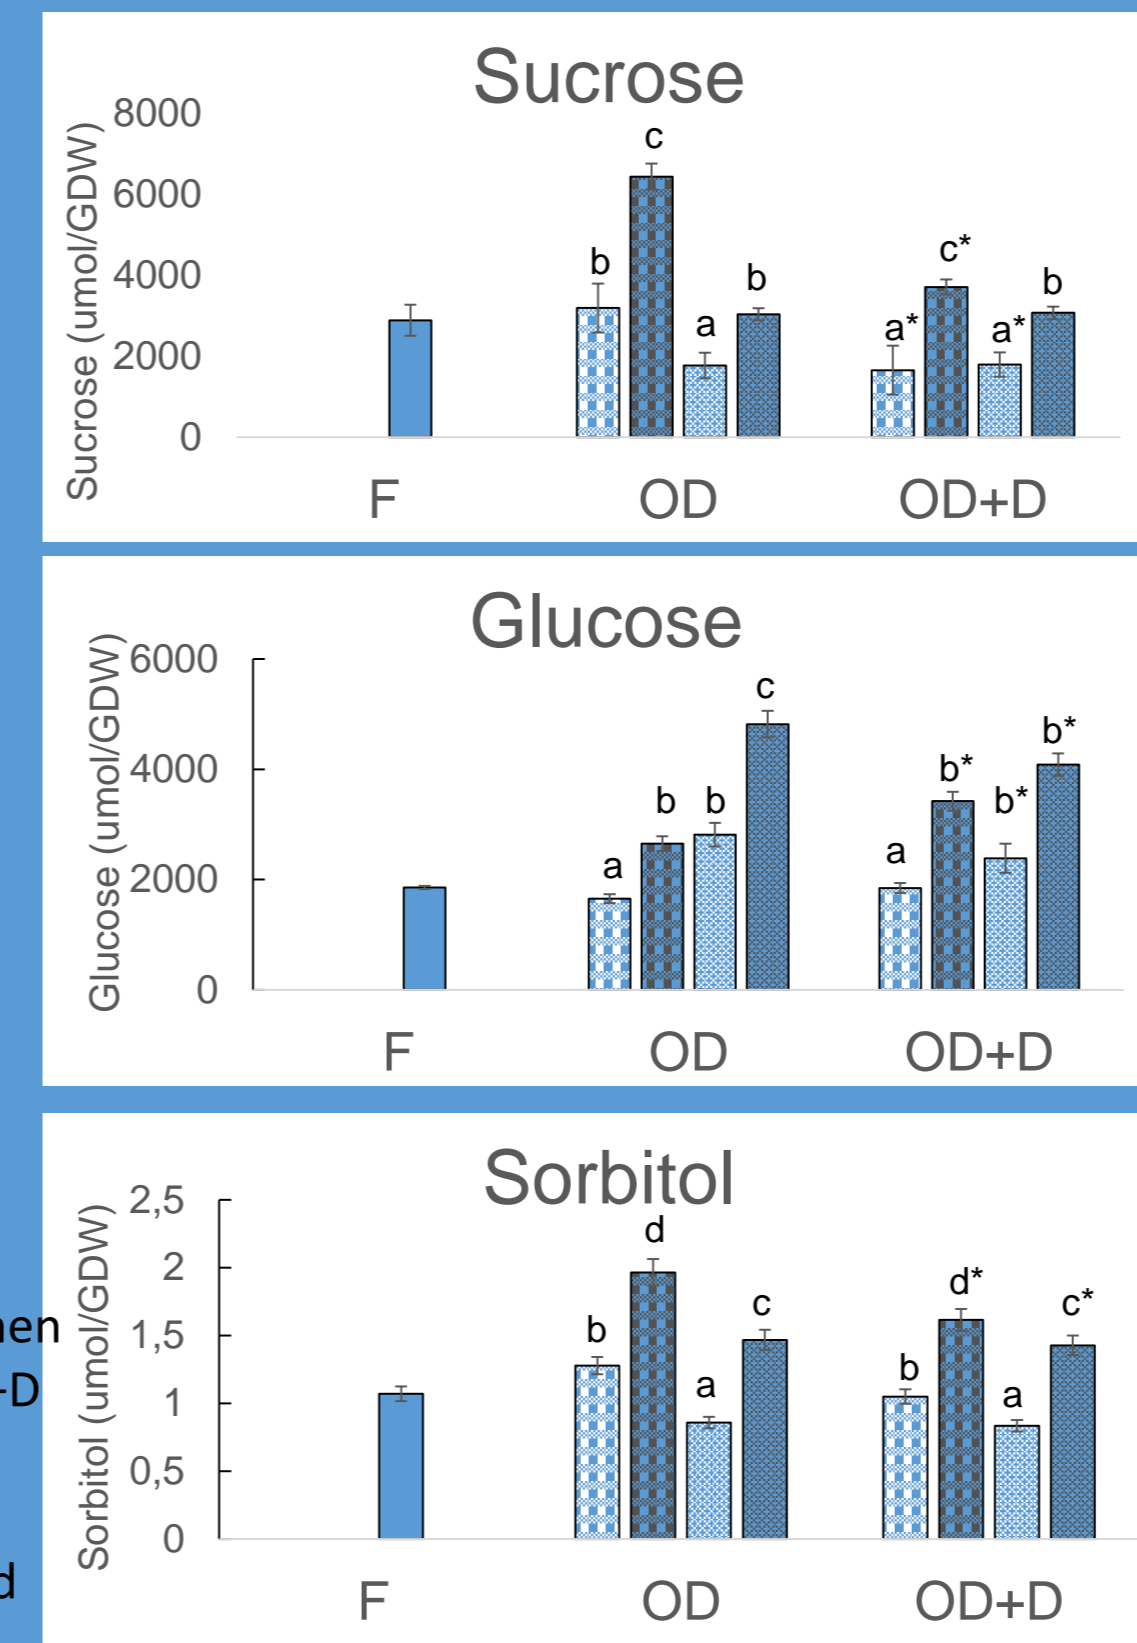 Sucrose
Sucrose (umol/GDW)
8000
6000
4000
2000
0
b
c
a
b
a*
c*
a*
b
F
OD
OD+D
Glucose
Glucose (umol/GDW)
6000
4000
2000
0
a
b
b
c
a
b*
b*
b*
F
OD
OD+D
Sorbitol
Sorbitol (umol/GDW)
2,5
2
1,5
1
0,5
0
b
d
a
c
b
d*
a
c*
F
OD
OD+D
-D
d